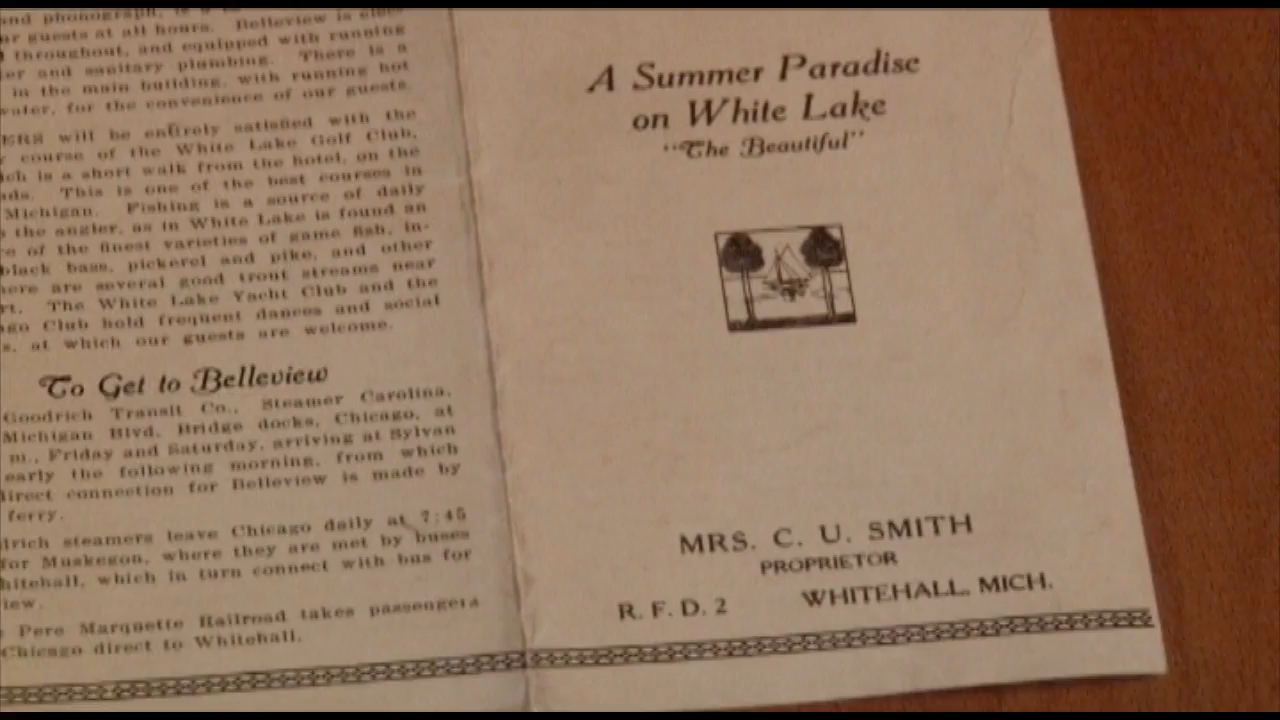 and phonograph, is a
r guests at all hours. Belleview is
throughout, and equipped with running
er and sanitary plumbing. There is a
in the main building, with running hot
water, for the convenience of our guests
ERS will be entirely satisfied with the
course of the White Lake Golf Club,
ch is a short walk from the hotel, on the
ads. This is one of the best courses in
Michigan. Fishing is a source of daily
the angler, as in White Lake is found an
e of the finest varieties of game fish, in-
black bass, pickerel and pike, and other
here are several good trout streams near
rt. The White Lake Yacht Club and the
ago Club hold frequent dances and social
s, at which our guests are welcome.
To Get to Belleview
Goodrich Transit Co., Steamer Carolina,
Michigan Blvd. Bridge docks, Chicago, at
m., Friday and Saturday, arriving at Sylvan
early the following morning, from which
direct connection for Belleview is made by
ferry.
drich steamers leave Chicago daily at 7:45
for Muskegon, where they are met by buses
hitehall, which in turn connect with bus for
iew.
Pere Marquette Railroad takes passengers
Chicago direct to Whitehall.
A Summer Paradise
on White Lake
"The Beautiful"
MRS. C. U. SMITH
PROPRIETOR
R. F. D. 2 WHITEHALL, MICH.